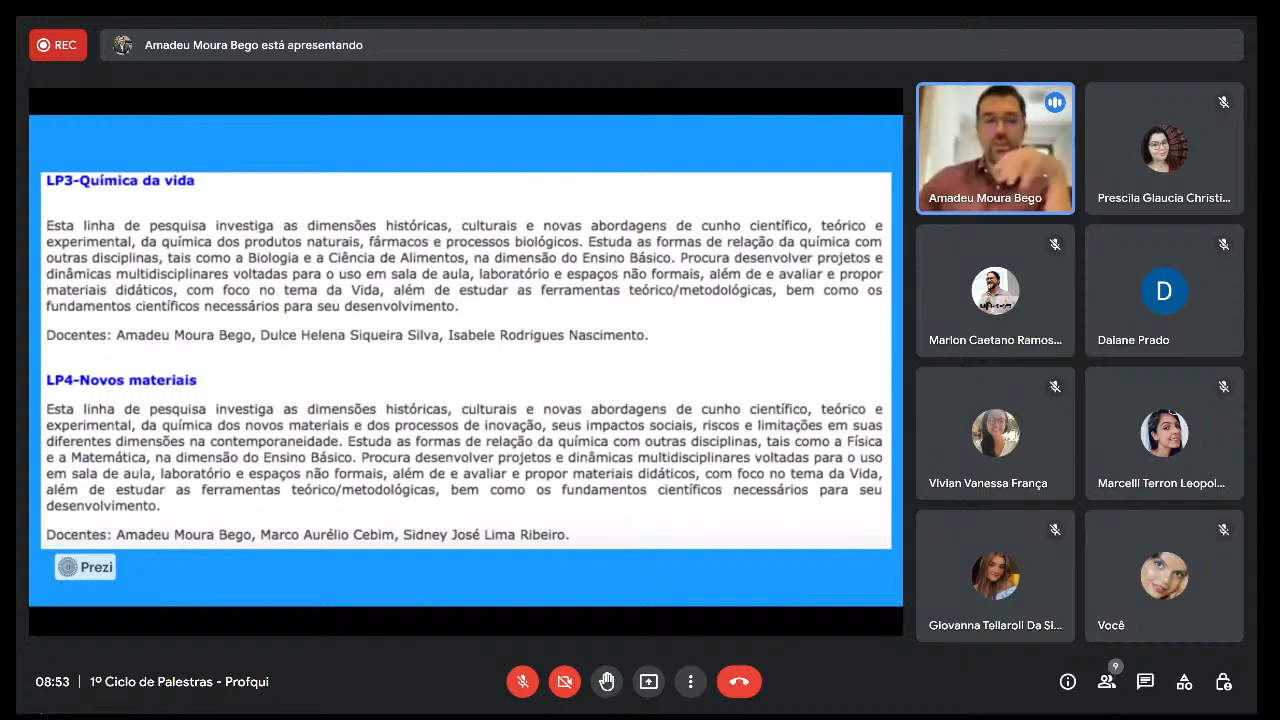 REC
Amadeu Moura Bego está apresentando
LP3-Química da vida
Esta linha de pesquisa investiga as dimensões históricas, culturais e novas abordagens de cunho científico, teórico e
experimental, da química dos produtos naturais, fármacos e processos biológicos. Estuda as formas de relação da química com
outras disciplinas, tais como a Biologia e a Ciência de Alimentos, na dimensão do Ensino Básico. Procura desenvolver projetos e
dinâmicas multidisciplinares voltadas para o uso em sala de aula, laboratório e espaços não formais, além de e avaliar e propor
materiais didáticos, com foco no tema da Vida, além de estudar as ferramentas teórico/metodológicas, bem como os
fundamentos científicos necessários para seu desenvolvimento.
Docentes: Amadeu Moura Bego, Dulce Helena Siqueira Silva, Isabele Rodrigues Nascimento.
LP4-Novos materiais
Esta linha de pesquisa investiga as dimensões históricas, culturais e novas abordagens de cunho científico, teórico e
experimental, da química dos novos materiais e dos processos de inovação, seus impactos sociais, riscos e limitações em suas
diferentes dimensões na contemporaneidade. Estuda as formas de relação da química com outras disciplinas, tais como a Física
e a Matemática, na dimensão do Ensino Básico. Procura desenvolver projetos e dinâmicas multidisciplinares voltadas para o uso
em sala de aula, laboratório e espaços não formais, além de e avaliar e propor materiais didáticos, com foco no tema da Vida,
além de estudar as ferramentas teórico/metodológicas, bem como os fundamentos científicos necessários para seu
desenvolvimento.
Docentes: Amadeu Moura Bego, Marco Aurélio Cebim, Sidney José Lima Ribeiro.
Prezi
Amadeu Moura Bego
Prescila Glaucia Christi...
Marlon Caetano Ramos...
D
Daiane Prado
Vivian Vanessa França
Marcelli Terron Leopol...
Giovanna Tellaroli Da Si...
Você
08:53 | 1º Ciclo de Palestras - Profqui
9